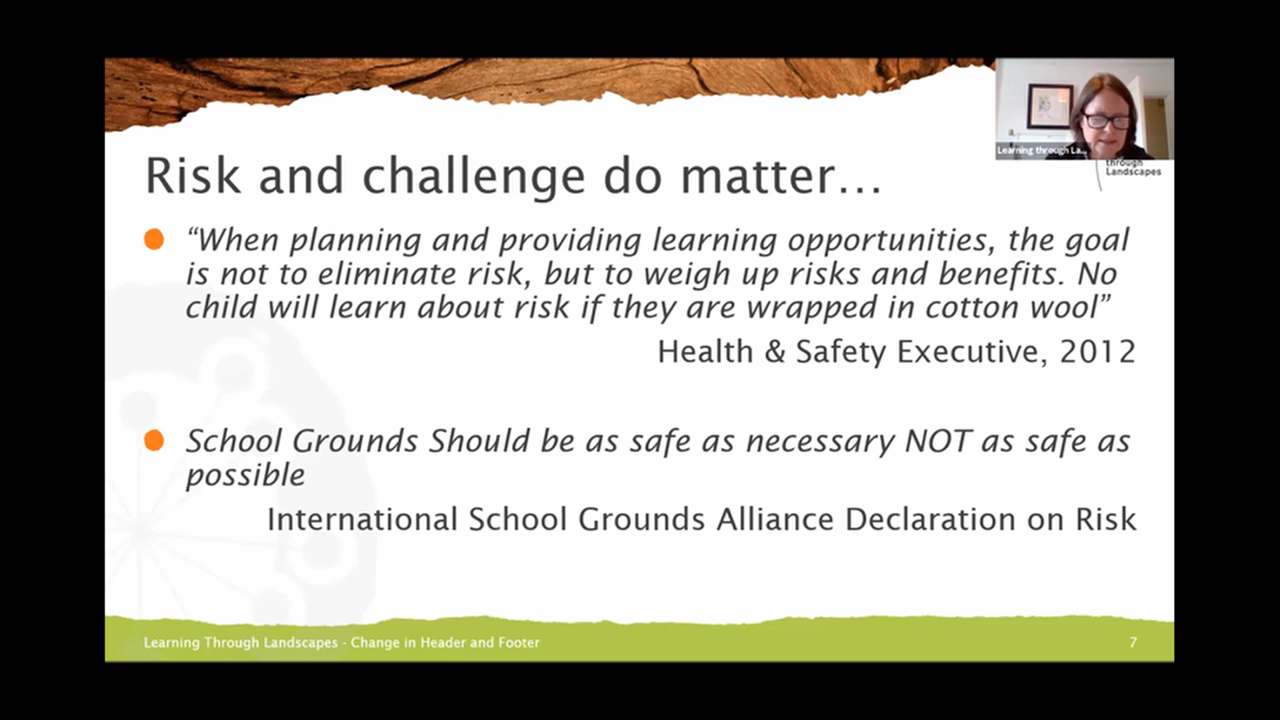 Learning through La...
through
Landscapes
Risk and challenge do matter...
“When planning and providing learning opportunities, the goal
is not to eliminate risk, but to weigh up risks and benefits. No
child will learn about risk if they are wrapped in cotton wool”
Health & Safety Executive, 2012
School Grounds Should be as safe as necessary NOT as safe as
possible
International School Grounds Alliance Declaration on Risk
Learning Through Landscapes - Change in Header and Footer
7